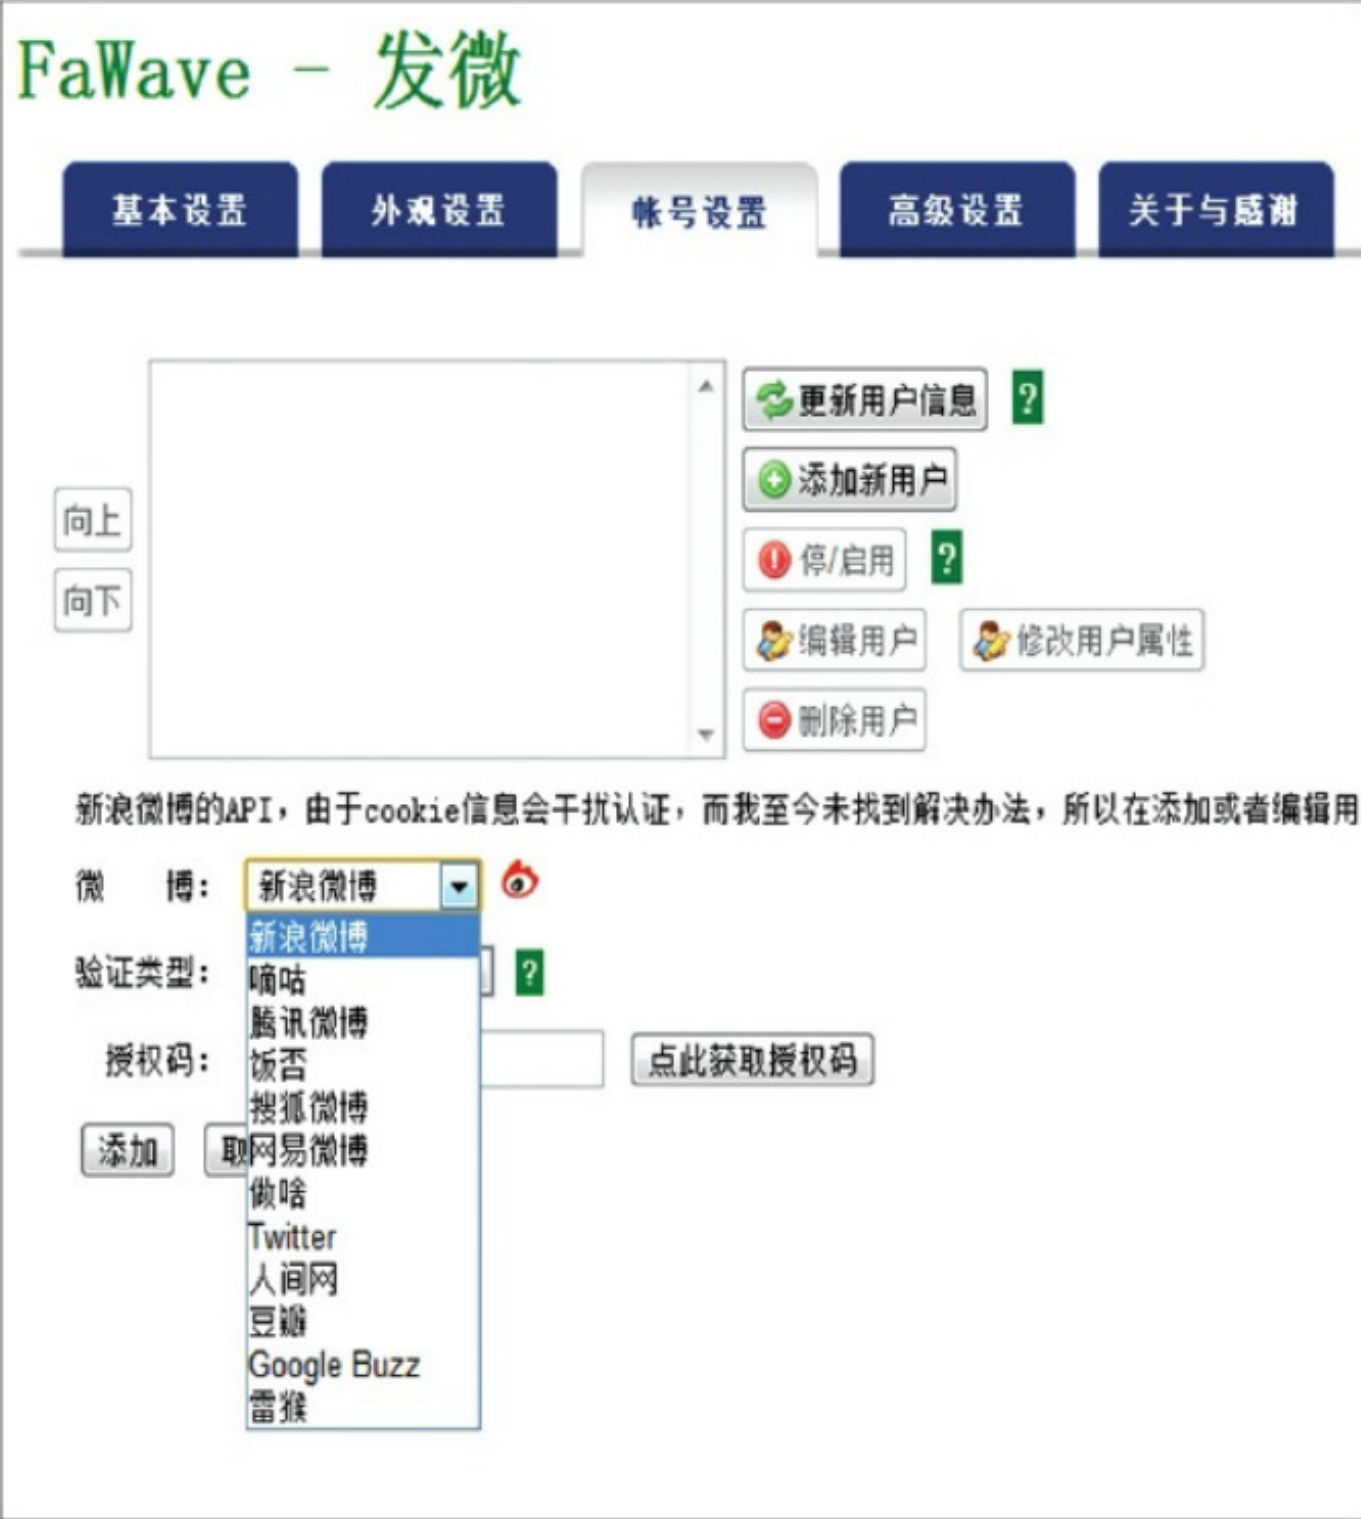 FaWave - 发微
基本设置 外观设置 帐号设置 高级设置 关于与感谢
更新用户信息 ?
添加新用户
向上
停/启用 ?
向下
编辑用户 修改用户属性
删除用户
新浪微博的API，由于cookie信息会干扰认证，而我至今未找到解决办法，所以在添加或者编辑用
微 博： 新浪微博
新浪微博
验证类型： ?
嘀咕
腾讯微博
授权码： 点此获取授权码
饭否
搜狐微博
添加 取
网易微博
做啥
Twitter
人间网
豆瓣
Google Buzz
雷猴